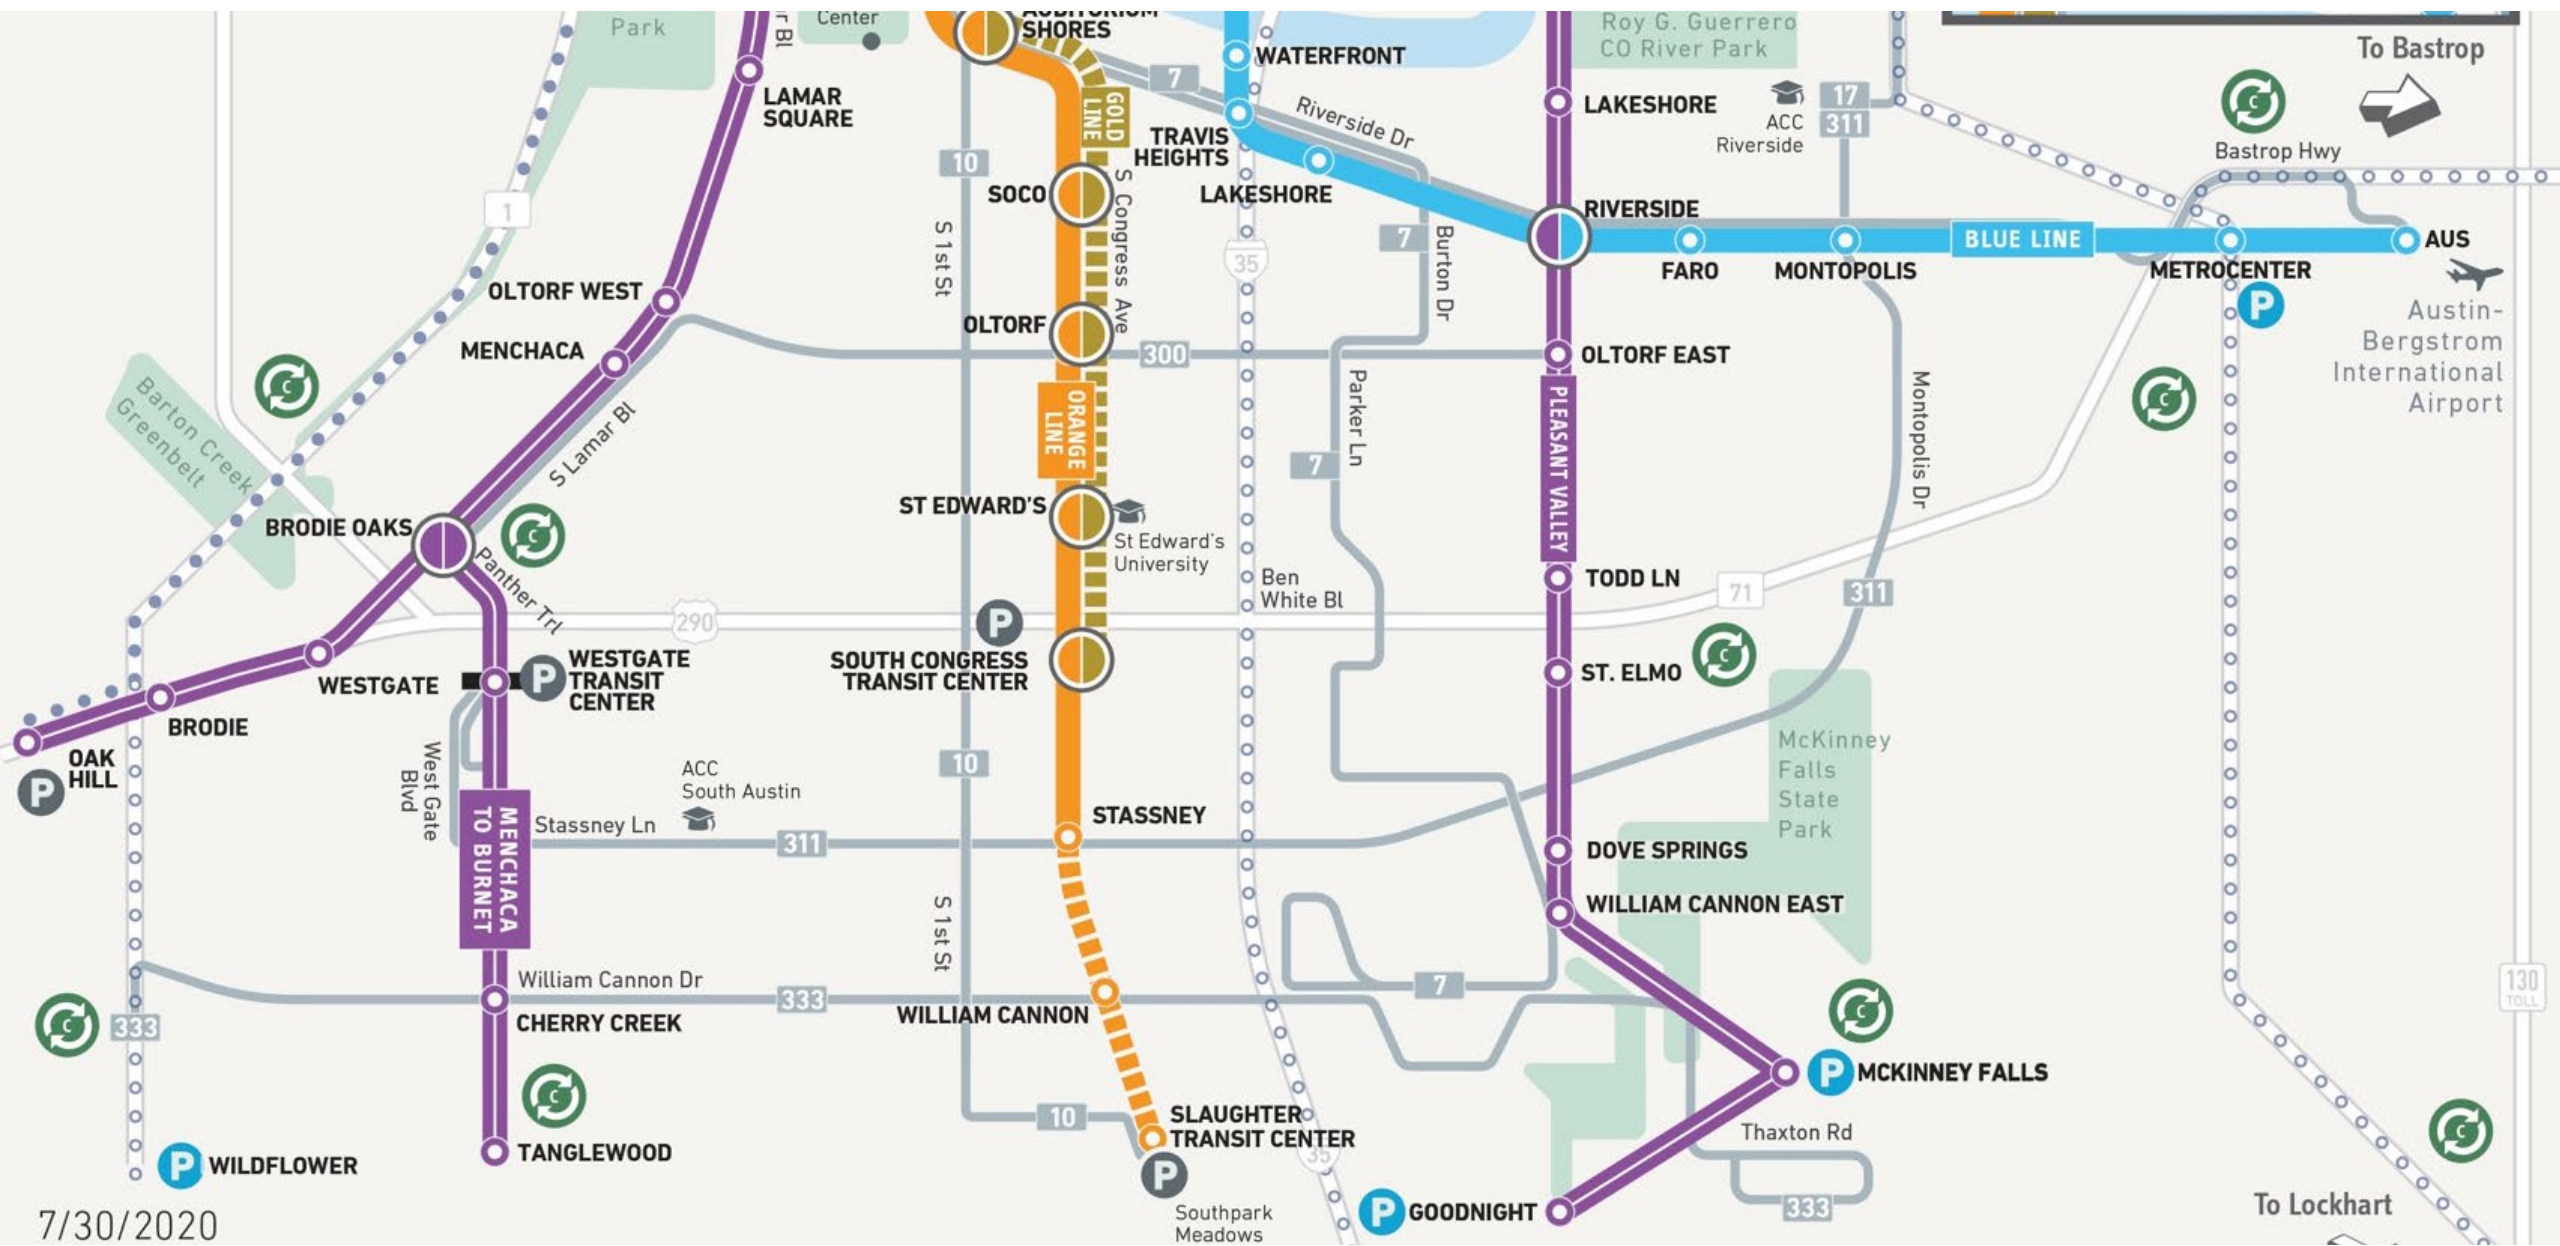 Park
r Bl
Center
AUDITORIUM
SHORES
WATERFRONT
Roy G. Guerrero
CO River Park
To Bastrop
LAMAR
SQUARE
7
GOLD
LINE
Riverside Dr
LAKESHORE
17
311
ACC
Riverside
C
Bastrop Hwy
TRAVIS
HEIGHTS
10
1
SOCO
LAKESHORE
S Congress Ave
S 1st St
35
7
Burton Dr
RIVERSIDE
BLUE LINE
AUS
FARO
MONTOPOLIS
METROCENTER
P
Austin-
Bergstrom
International
Airport
OLTORF WEST
MENCHACA
OLTORF
300
OLTORF EAST
C
Barton Creek
Greenbelt
S Lamar Bl
ORANGE
LINE
Parker Ln
7
PLEASANT VALLEY
Montopolis Dr
C
BRODIE OAKS
C
Panther Trl
ST EDWARD'S
St Edward's
University
Ben
White Bl
TODD LN
71
311
290
P
WESTGATE
P
WESTGATE
TRANSIT
CENTER
SOUTH CONGRESS
TRANSIT CENTER
ST. ELMO
C
BRODIE
OAK
HILL
P
West Gate
Blvd
ACC
South Austin
10
McKinney
Falls
State
Park
MENCHACA
TO BURNET
Stassney Ln
311
STASSNEY
DOVE SPRINGS
WILLIAM CANNON EAST
S 1st St
William Cannon Dr
333
7
130
TOLL
C
333
CHERRY CREEK
WILLIAM CANNON
C
P
MCKINNEY FALLS
C
10
SLAUGHTER
TRANSIT CENTER
35
P
Thaxton Rd
C
TANGLEWOOD
P
WILDFLOWER
333
To Lockhart
7/30/2020
Southpark
Meadows
P
GOODNIGHT